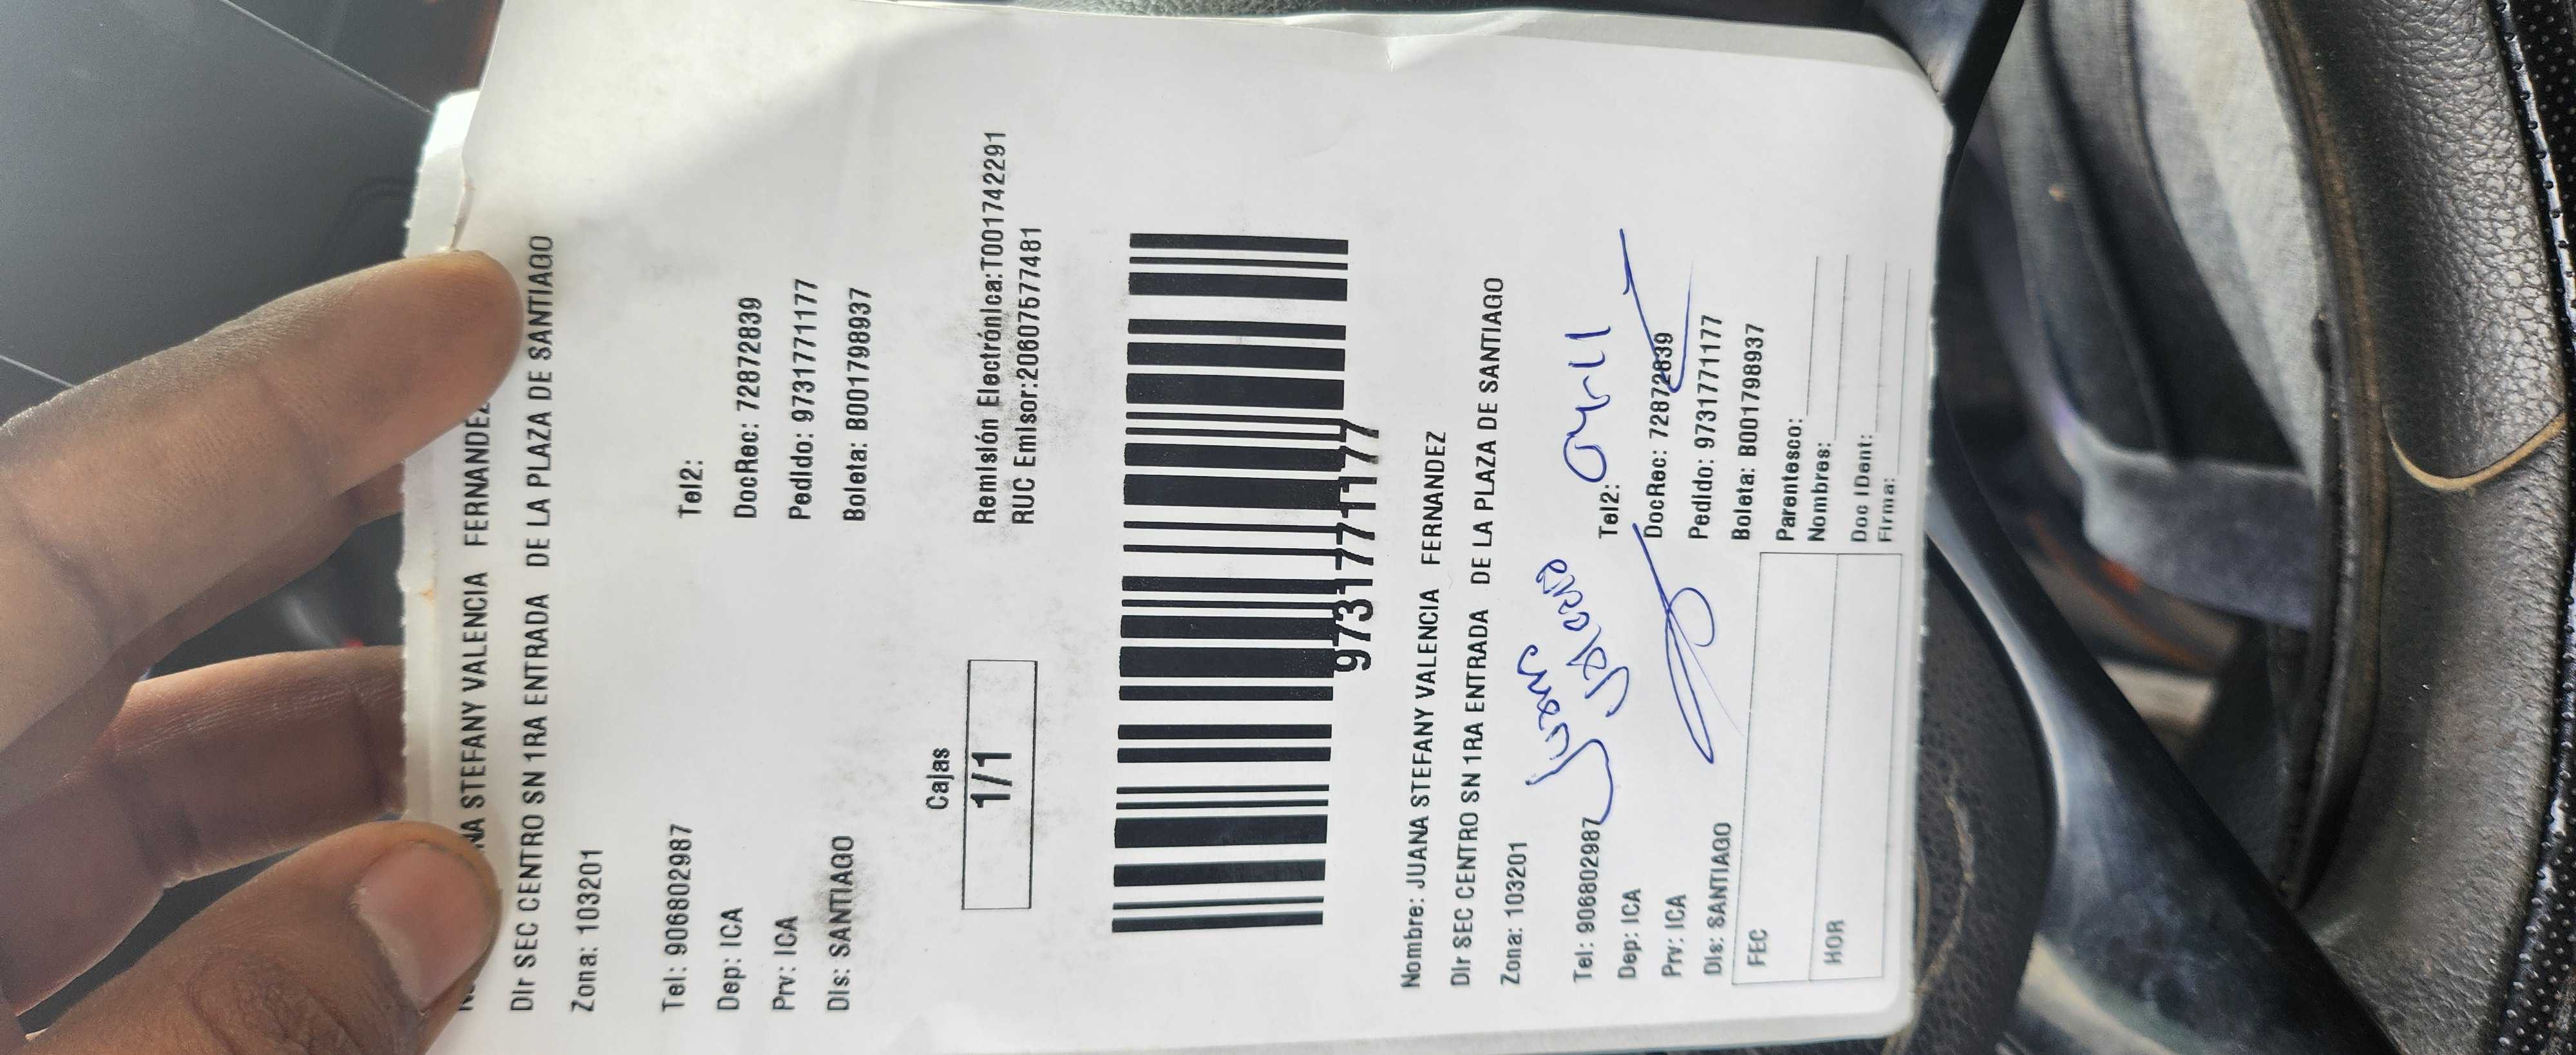 STEFANY VALENCIA FERNANDEZ
Dir SEC CENTRO SN 1RA ENTRADA DE LA PLAZA DE SANTIAGO
Zona: 103201
Tel: 906802987 Tel2:
Dep: ICA DocRec: 72872839
Prv: ICA Pedido: 9731771177
Dis: SANTIAGO Boleta: B001798937
Cajas
1/1
Remisión Electrónica:T001742291
RUC Emisor:20607577481
9731771177
Nombre: JUANA STEFANY VALENCIA FERNANDEZ
Dir SEC CENTRO SN 1RA ENTRADA DE LA PLAZA DE SANTIAGO
Zona: 103201
Juana
Valencia
Tel: 906802987 Tel2:
Dep: ICA DocRec: 72872839
Prv: ICA Pedido: 9731771177
Dis: SANTIAGO Boleta: B001798937
FEC Parentesco:
Nombres:
HOR Doc IDent:
Firma: